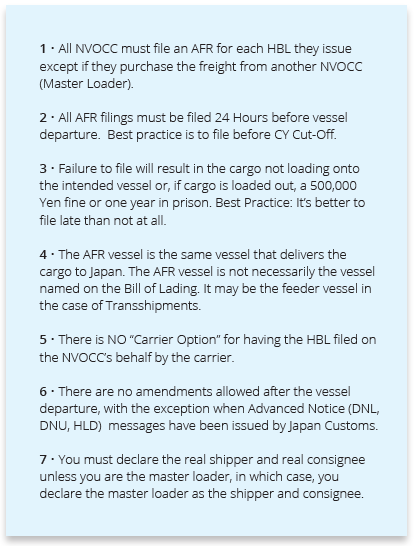 1 · All NVOCC must file an AFR for each HBL they issue
except if they purchase the freight from another NVOCC
(Master Loader).
2 · All AFR filings must be filed 24 Hours before vessel
departure.  Best practice is to file before CY Cut-Off.
3 · Failure to file will result in the cargo not loading onto
the intended vessel or, if cargo is loaded out, a 500,000
Yen fine or one year in prison. Best Practice: It’s better to
file late than not at all.
4 · The AFR vessel is the same vessel that delivers the
cargo to Japan. The AFR vessel is not necessarily the vessel
named on the Bill of Lading. It may be the feeder vessel in
the case of Transshipments.
5 · There is NO “Carrier Option” for having the HBL filed on
the NVOCC’s behalf by the carrier.
6 · There are no amendments allowed after the vessel
departure, with the exception when Advanced Notice (DNL,
DNU, HLD)  messages have been issued by Japan Customs.
7 · You must declare the real shipper and real consignee
unless you are the master loader, in which case, you
declare the master loader as the shipper and consignee.